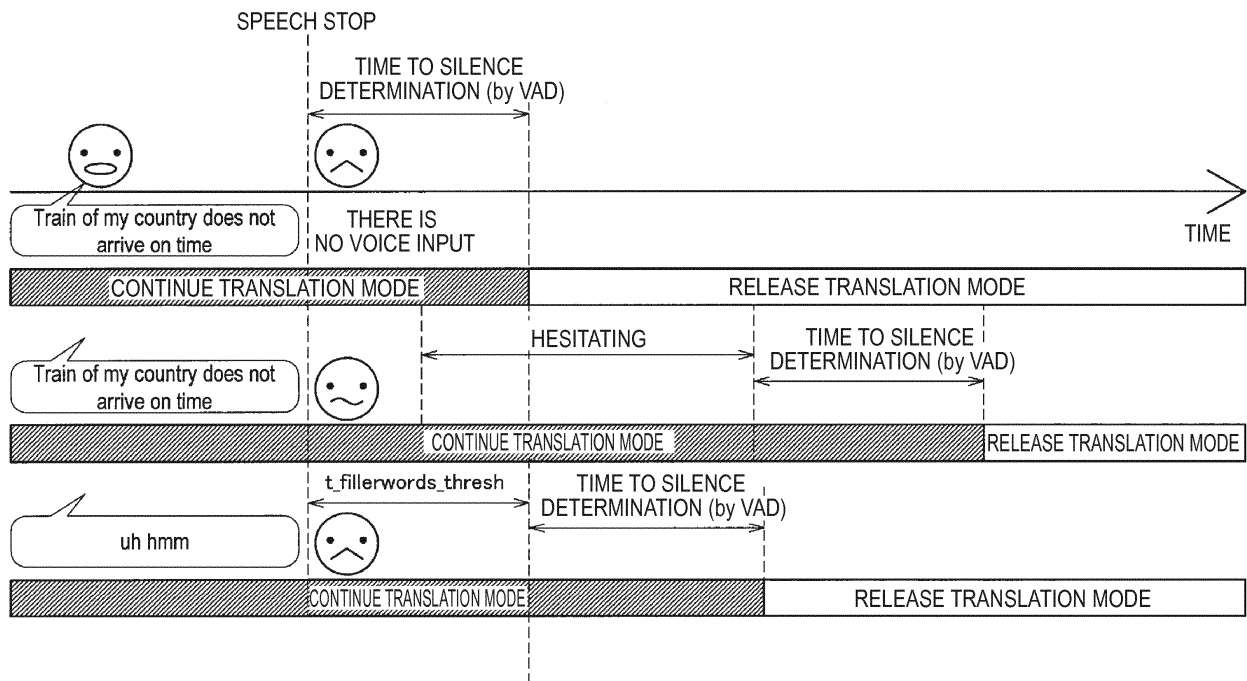 SPEECH STOP
TIME TO SILENCE
DETERMINATION (by VAD)
Train of my country does not
arrive on time
THERE IS
NO VOICE INPUT
TIME
CONTINUE TRANSLATION MODE
RELEASE TRANSLATION MODE
HESITATING
TIME TO SILENCE
DETERMINATION (by VAD)
Train of my country does not
arrive on time
CONTINUE TRANSLATION MODE
RELEASE TRANSLATION MODE
t_fillerwords_thresh
TIME TO SILENCE
DETERMINATION (by VAD)
uh hmm
CONTINUE TRANSLATION MODE
RELEASE TRANSLATION MODE